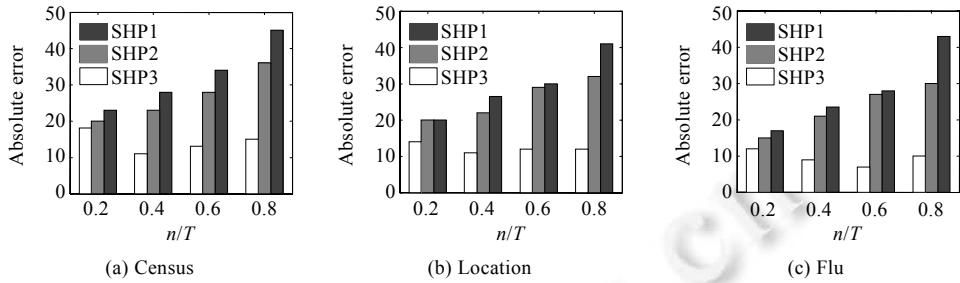 50
40
30
20
10
0
Absolute error
SHP1
SHP2
SHP3
0.2 0.4 0.6 0.8
n/T
(a) Census
50
40
30
20
10
0
Absolute error
SHP1
SHP2
SHP3
0.2 0.4 0.6 0.8
n/T
(b) Location
50
40
30
20
10
0
Absolute error
SHP1
SHP2
SHP3
0.2 0.4 0.6 0.8
n/T
(c) Flu